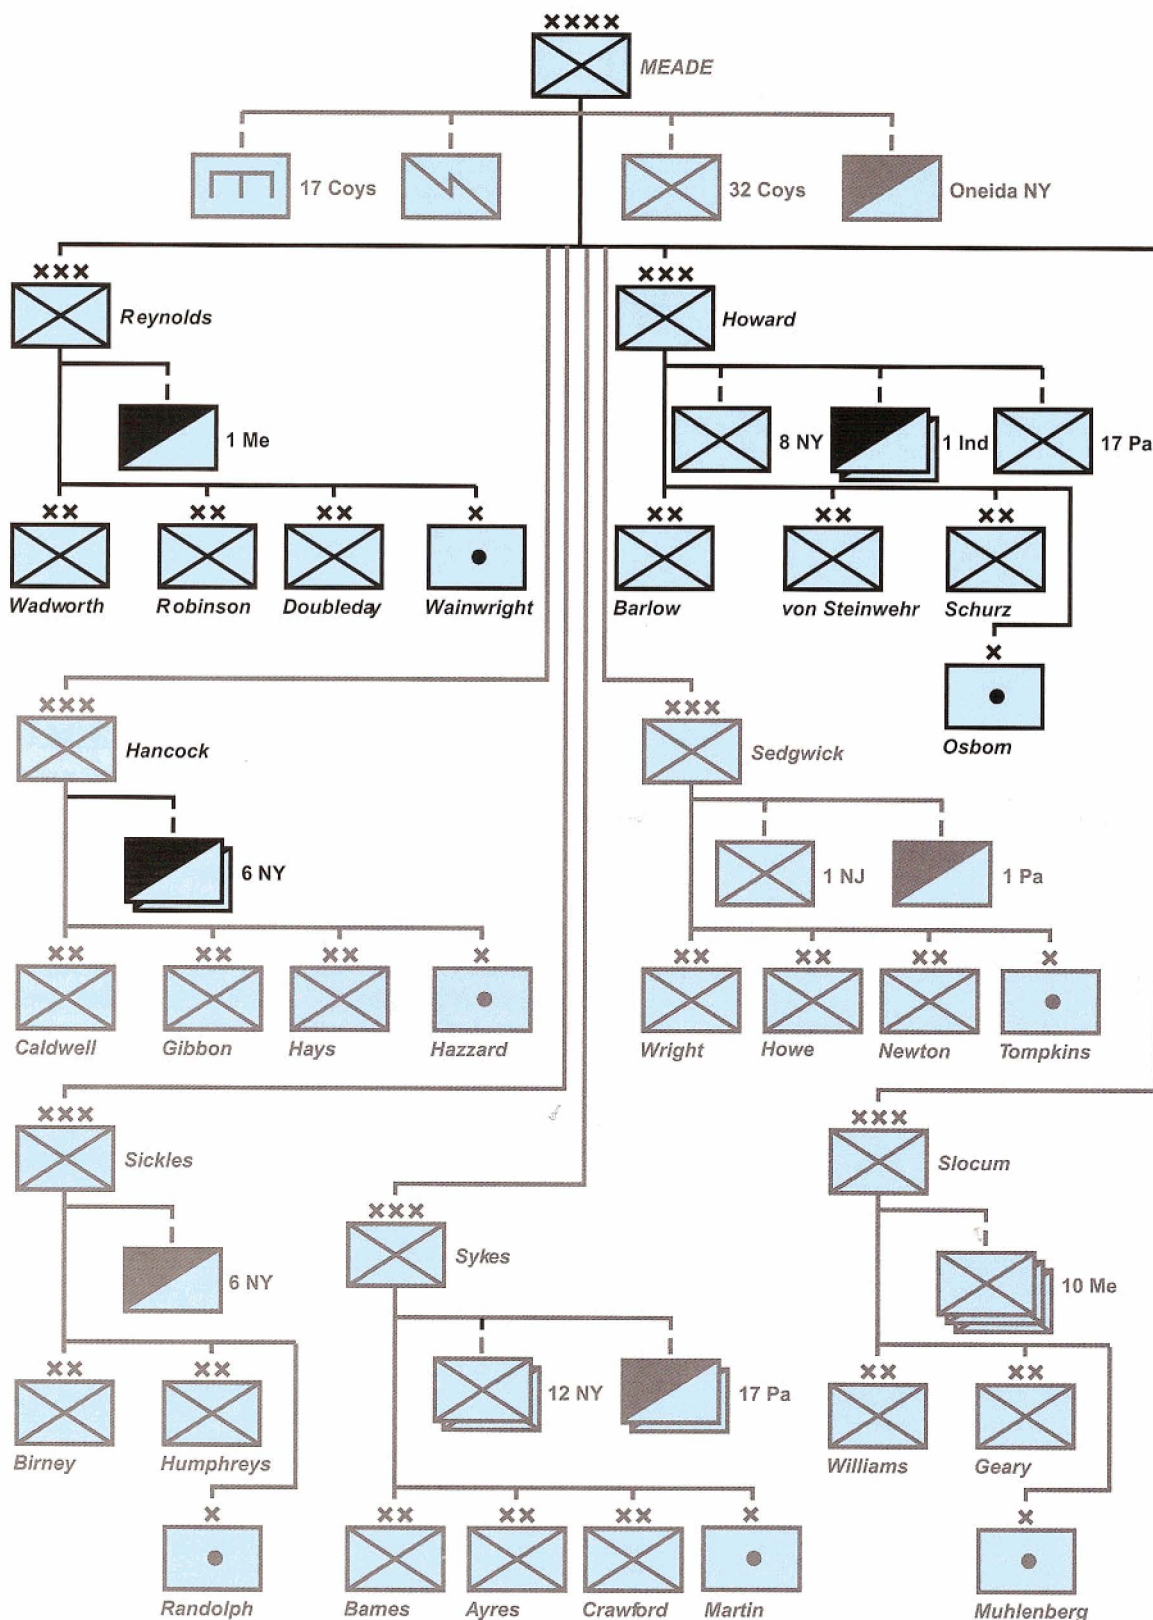 MEADE
17 Coys
32 Coys
Oneida NY
Reynolds
Howard
1 Me
8 NY
1 Ind
17 Pa
Wadworth
Robinson
Doubleday
Wainwright
Barlow
von Steinwehr
Schurz
Osbom
Hancock
Sedgwick
6 NY
1 NJ
1 Pa
Caldwell
Gibbon
Hays
Hazzard
Wright
Howe
Newton
Tompkins
Sickles
Slocum
Sykes
6 NY
10 Me
12 NY
17 Pa
Birney
Humphreys
Williams
Geary
Randolph
Bames
Ayres
Crawford
Martin
Muhlenberg